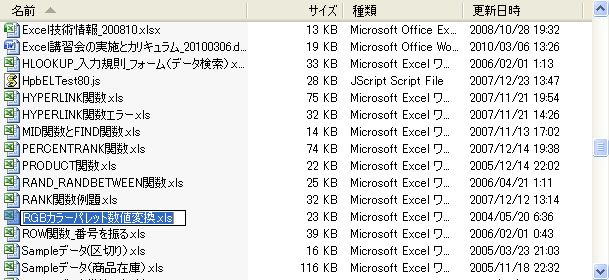 名前 サイズ 種類 更新日時
Excel技術情報_200810.xlsx 13 KB Microsoft Office Ex... 2008/10/28 19:32
Excel講習会の実施とカリキュラム_20100306.d... 19 KB Microsoft Office Wo... 2010/03/06 13:26
HLOOKUP_入力規則_フォーム(データ検索).x... 33 KB Microsoft Excel ワ... 2006/02/01 1:13
HpbELTest80.js 28 KB JScript Script File 2007/12/21 7:13
HYPERLINK関数.xls 75 KB Microsoft Excel ワ... 2007/11/21 19:54
HYPERLINK関数エラー.xls 32 KB Microsoft Excel ワ... 2007/11/21 14:26
MID関数とFIND関数.xls 14 KB Microsoft Excel ワ... 2007/11/13 17:02
PERCENTRANK関数.xls 74 KB Microsoft Excel ワ... 2007/12/14 19:38
PRODUCT関数.xls 22 KB Microsoft Excel ワ... 2005/12/14 22:02
RAND_RANDBETWEEN関数.xls 25 KB Microsoft Excel ワ... 2006/04/21 1:11
RANK関数例題.xls 37 KB Microsoft Excel ワ... 2007/12/12 13:14
RGBカラーパレット数値変換.xls 23 KB Microsoft Excel ワ... 2004/05/20 6:36
ROW関数_番号を振る.xls 39 KB Microsoft Excel ワ... 2006/02/01 0:43
Sampleデータ(区切り).xls 16 KB Microsoft Excel ワ... 2005/03/23 21:03
Sampleデータ(商品在庫).xls 116 KB Microsoft Excel ワ... 2005/11/18 22:32